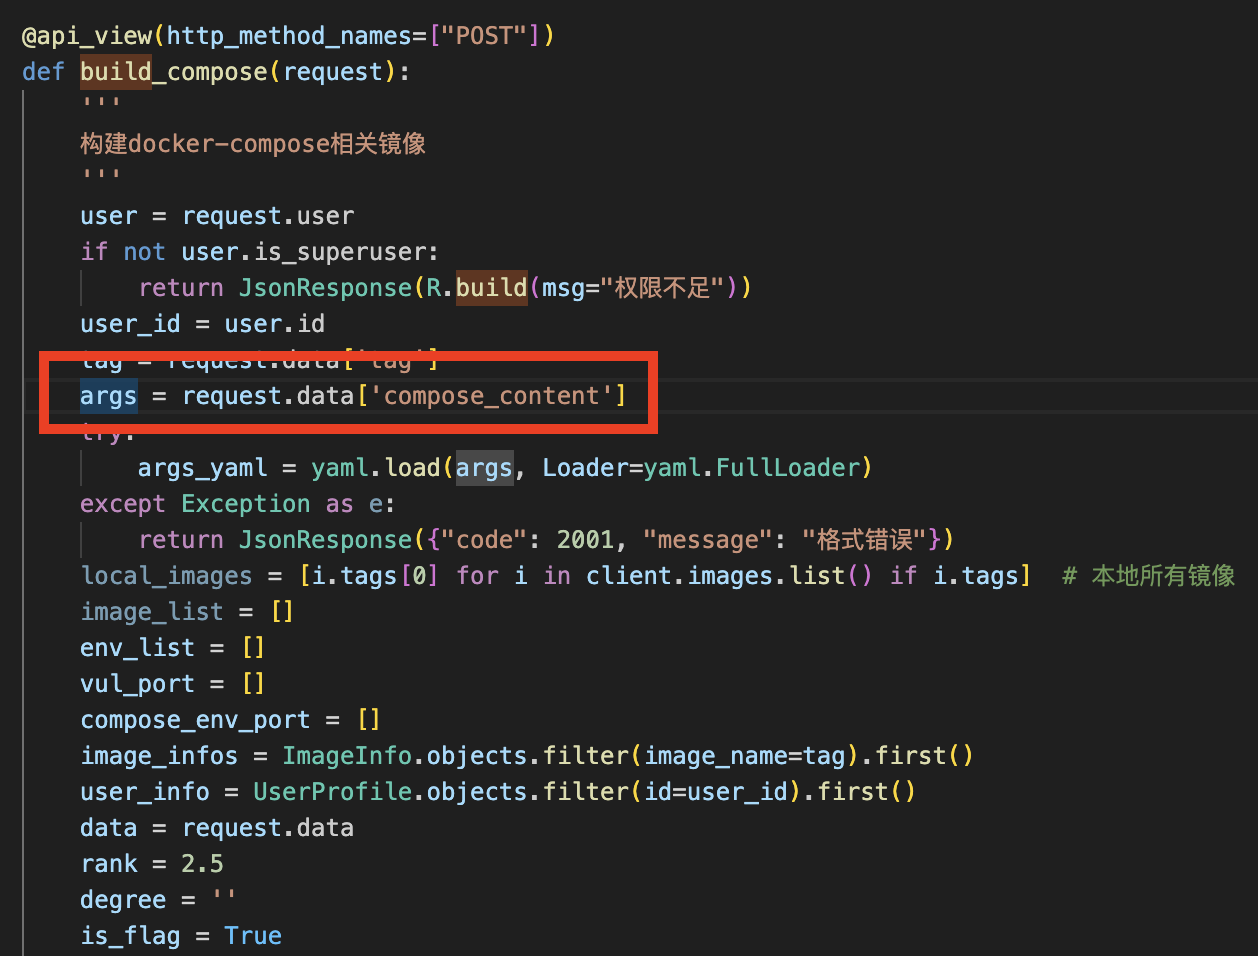 @api_view(http_method_names=["POST"])
def build_compose(request):
'''
构建docker-compose相关镜像
'''
user = request.user
if not user.is_superuser:
return JsonResponse(R.build(msg="权限不足"))
user_id = user.id
tag = request.data['tag']
args = request.data['compose_content']
try:
args_yaml = yaml.load(args, Loader=yaml.FullLoader)
except Exception as e:
return JsonResponse({"code": 2001, "message": "格式错误"})
local_images = [i.tags[0] for i in client.images.list() if i.tags]  # 本地所有镜像
image_list = []
env_list = []
vul_port = []
compose_env_port = []
image_infos = ImageInfo.objects.filter(image_name=tag).first()
user_info = UserProfile.objects.filter(id=user_id).first()
data = request.data
rank = 2.5
degree = ''
is_flag = True